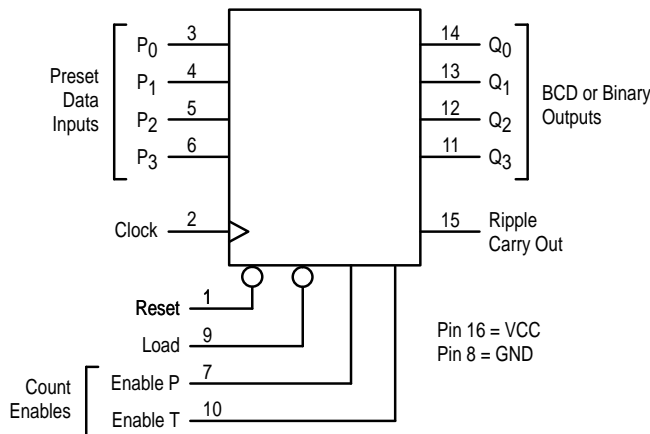 Preset
Data
Inputs
P0 3
P1 4
P2 5
P3 6
Clock 2
14 Q0
13 Q1
12 Q2
11 Q3
BCD or Binary
Outputs
15 Ripple
Carry Out
Reset 1
Load 9
Count
Enables
Enable P 7
Enable T 10
Pin 16 = VCC
Pin 8 = GND